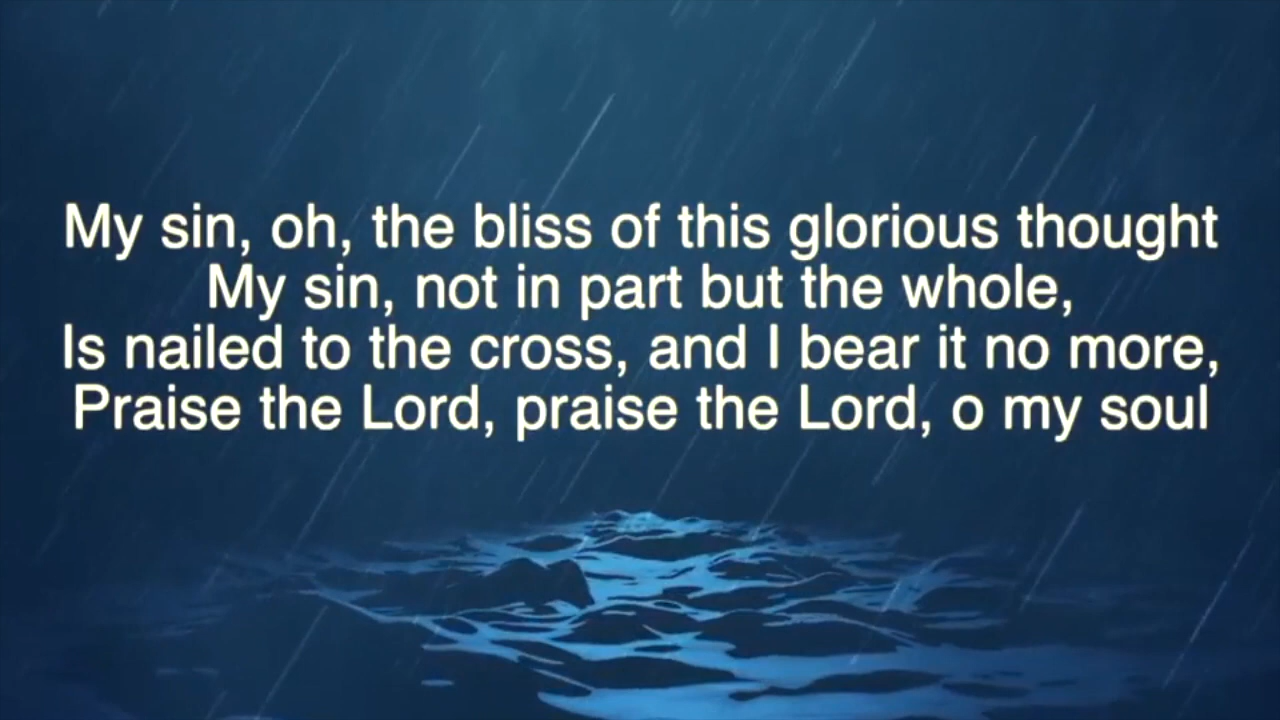 My sin, oh, the bliss of this glorious thought
My sin, not in part but the whole,
Is nailed to the cross, and I bear it no more,
Praise the Lord, praise the Lord, o my soul